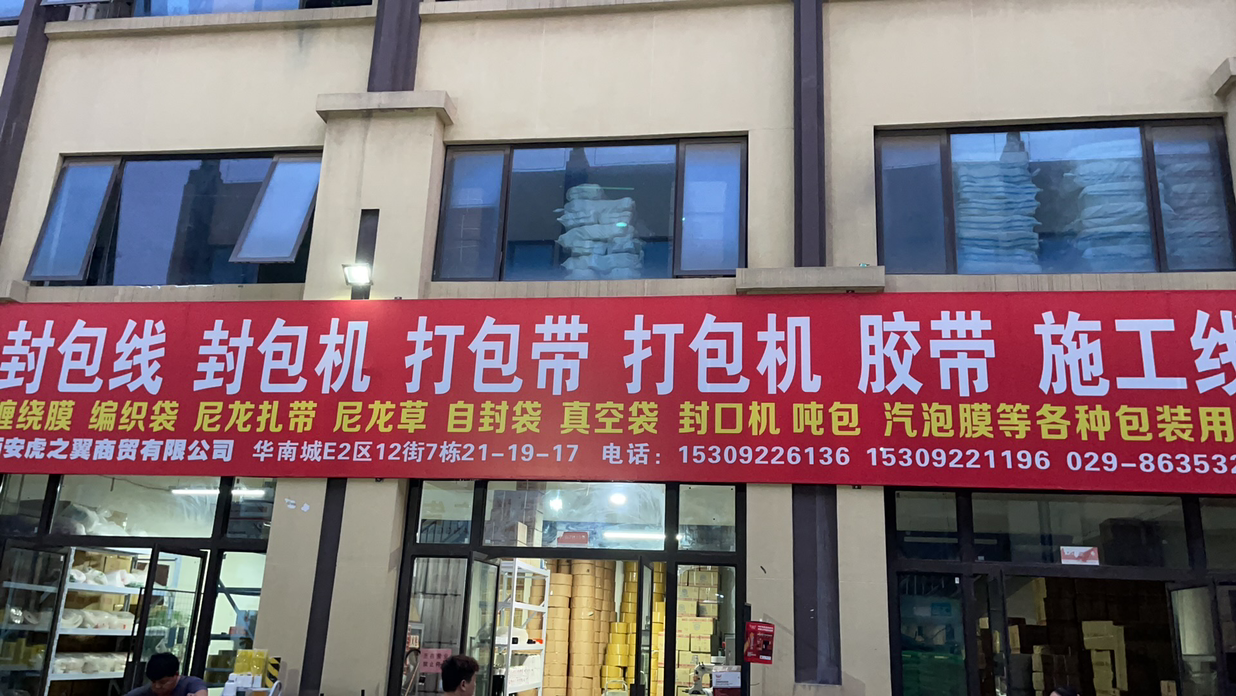 封包线 封包机 打包带 打包机 胶带 施工线
缠绕膜 编织袋 尼龙扎带 尼龙草 自封袋 真空袋 封口机 吨包 汽泡膜等各种包装用
西安虎之翼商贸有限公司 华南城E2区12街7栋21-19-17 电话：15309226136 15309221196 029-863532